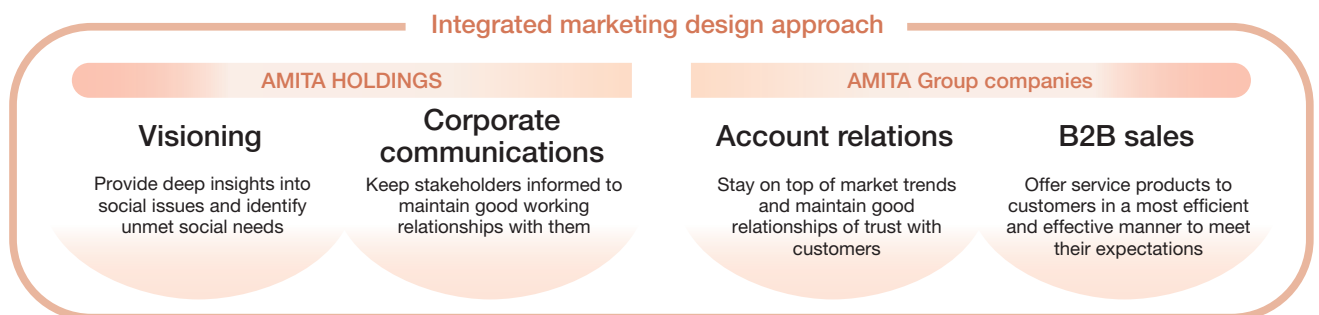 Integrated marketing design approach
AMITA HOLDINGS
Visioning
Provide deep insights into
social issues and identify
unmet social needs
Corporate
communications
Keep stakeholders informed to
maintain good working
relationships with them
AMITA Group companies
Account relations
Stay on top of market trends
and maintain good
relationships of trust with
customers
B2B sales
Offer service products to
customers in a most efficient
and effective manner to meet
their expectations